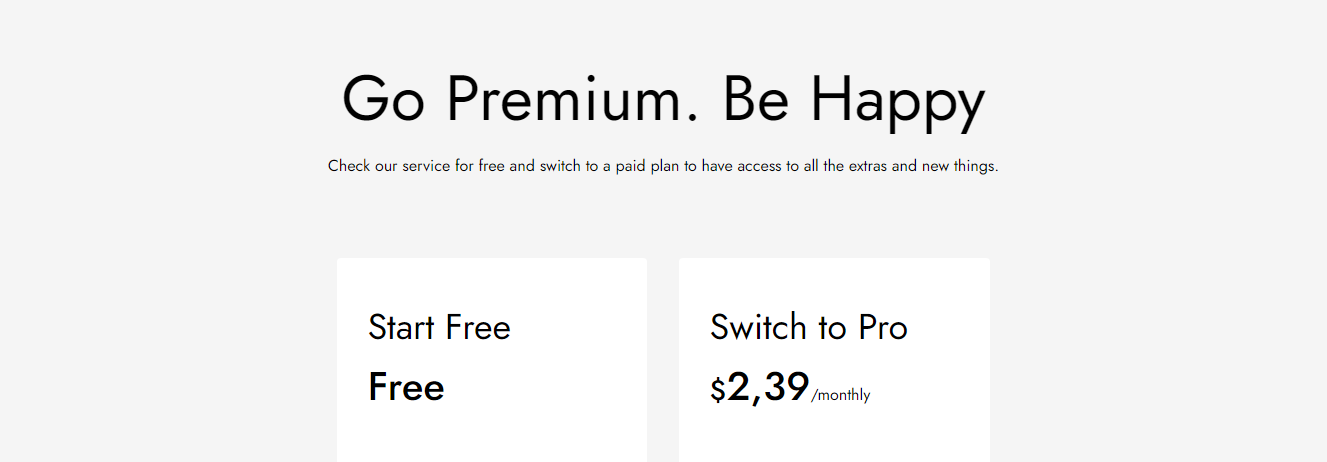 Go Premium. Be Happy
Check our service for free and switch to a paid plan to have access to all the extras and new things.
Start Free
Free
Switch to Pro
$2,39/monthly